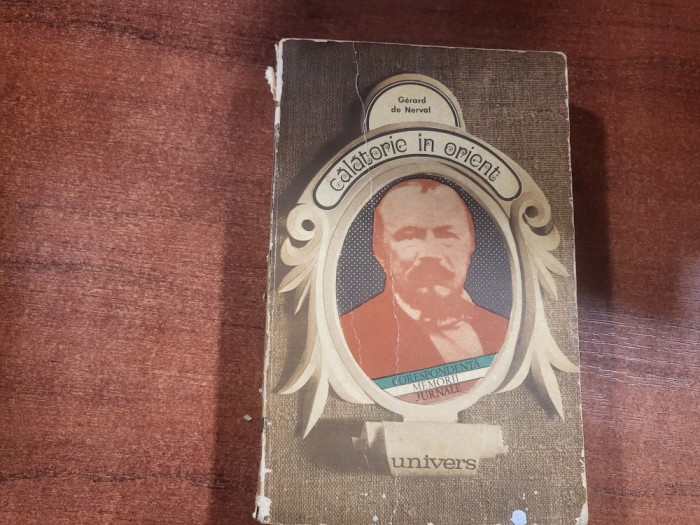 Gérard
de Nerval
călătorie in orient
CORESPONDENȚĂ
MEMORII
JURNALE
univers